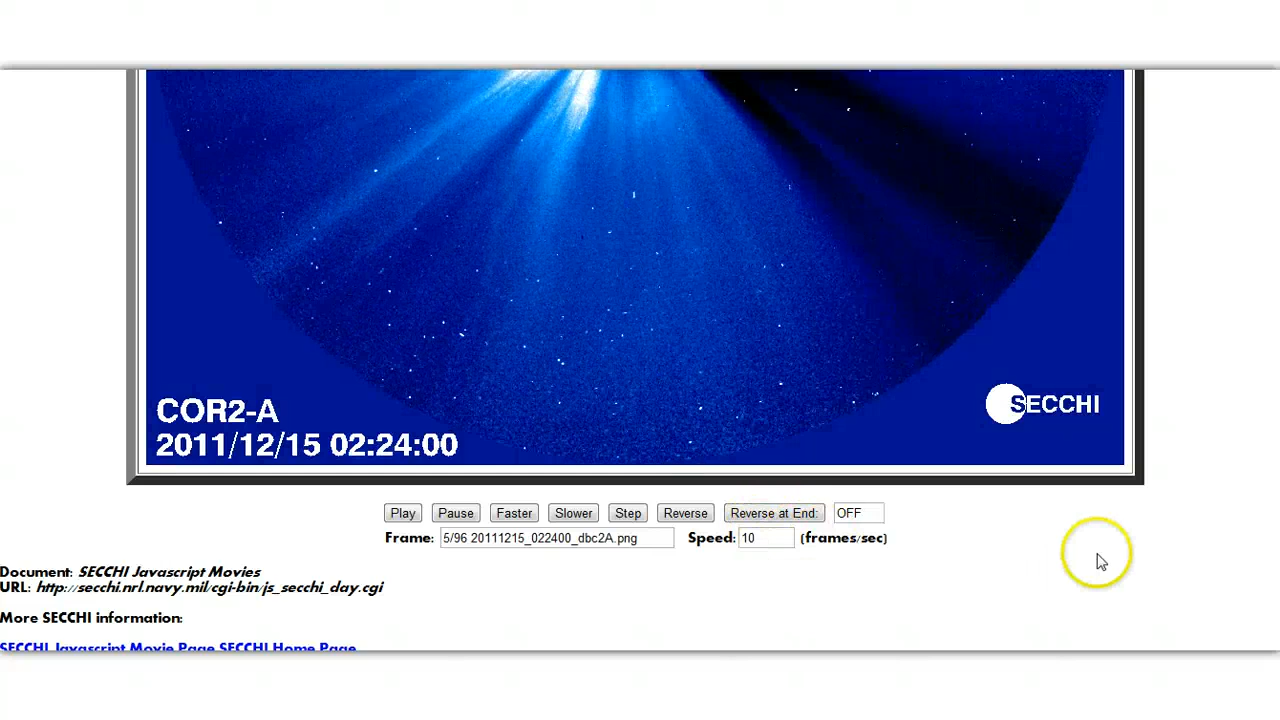 COR2-A
2011/12/15 02:24:00
SECCHI
Play Pause Faster Slower Step Reverse Reverse at End: OFF
Frame: 5/96 20111215_022400_dbc2A.png Speed: 10 (frames/sec)
Document: SECCHI Javascript Movies
URL: http://secchi.nrl.navy.mil/cgi-bin/js_secchi_day.cgi
More SECCHI information:
SECCHI Javascript Movie Page SECCHI Home Page